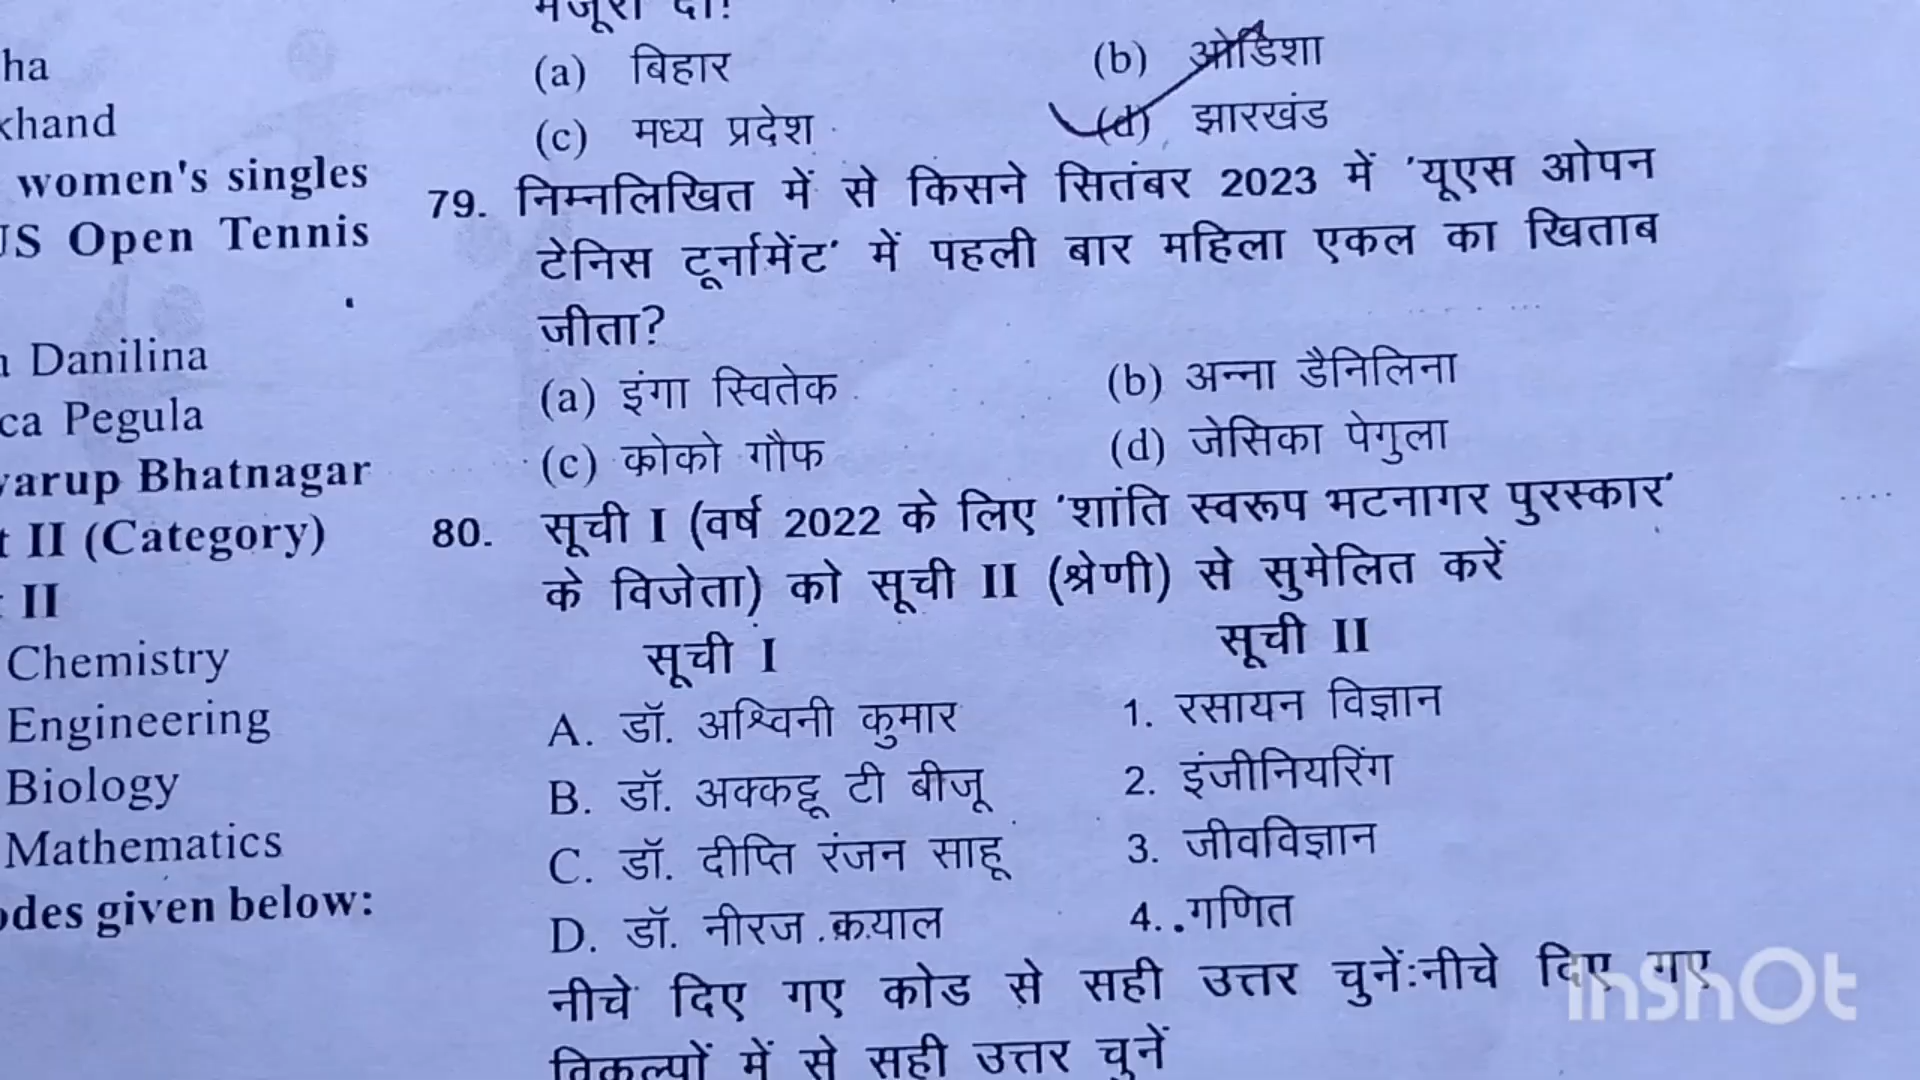 ha
khand
women's singles
US Open Tennis
Danilina
ca Pegula
arup Bhatnagar
II (Category)
II
Chemistry
Engineering
Biology
Mathematics
odes given below:
मंजूरी दी?
(a) बिहार (b) ओडिशा
(c) मध्य प्रदेश (d) झारखंड
79. निम्नलिखित में से किसने सितंबर 2023 में 'यूएस ओपन
टेनिस टूर्नामेंट' में पहली बार महिला एकल का खिताब
जीता?
(a) इंगा स्वितेक (b) अन्ना डैनिलिना
(c) कोको गौफ (d) जेसिका पेगुला
80. सूची I (वर्ष 2022 के लिए 'शांति स्वरूप भटनागर पुरस्कार'
के विजेता) को सूची II (श्रेणी) से सुमेलित करें
सूची I सूची II
A. डॉ. अश्विनी कुमार 1. रसायन विज्ञान
B. डॉ. अक्कट्टू टी बीजू 2. इंजीनियरिंग
C. डॉ. दीप्ति रंजन साहू 3. जीवविज्ञान
D. डॉ. नीरज कयाल 4. गणित
नीचे दिए गए कोड से सही उत्तर चुनें:नीचे दिए गए
विकल्पों में से सही उत्तर चुनें
InShOt